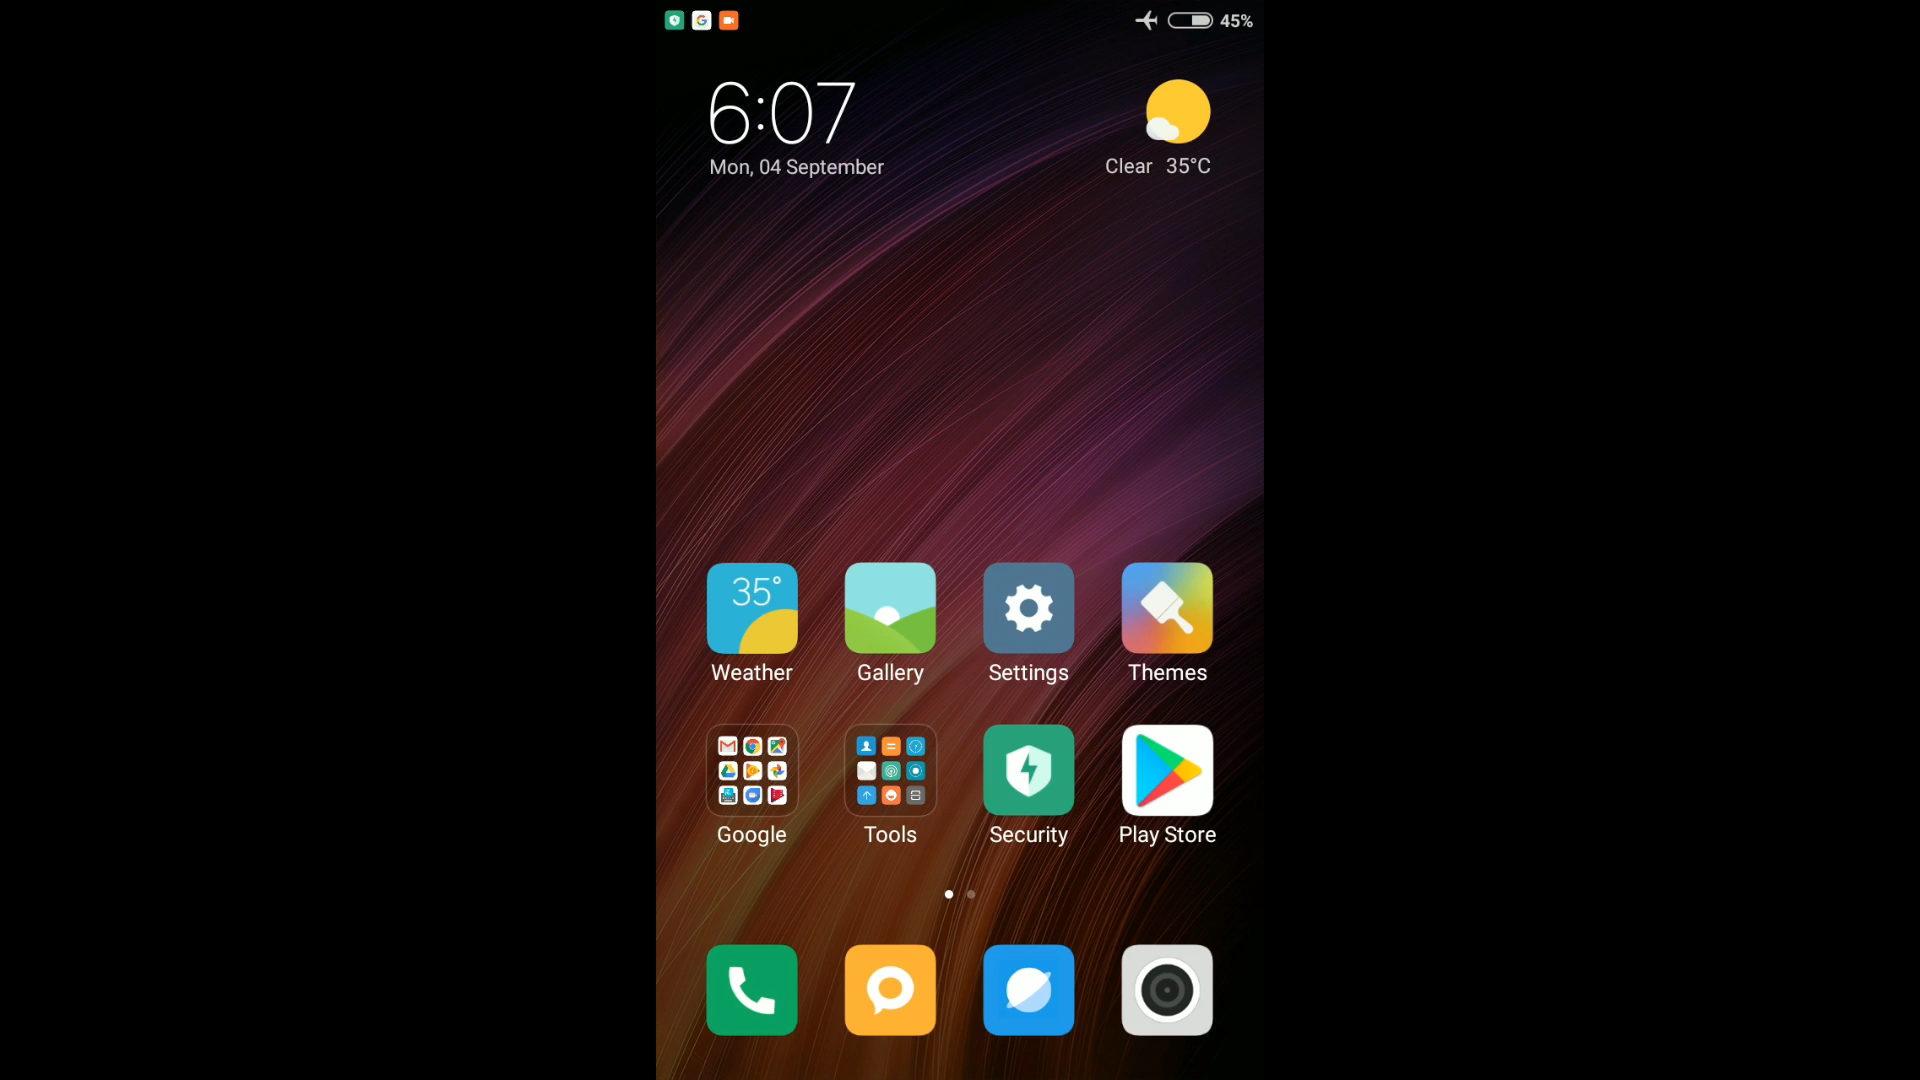 45%
6:07
Mon, 04 September
Clear 35°C
35°
Weather
Gallery
Settings
Themes
Google
Tools
Security
Play Store